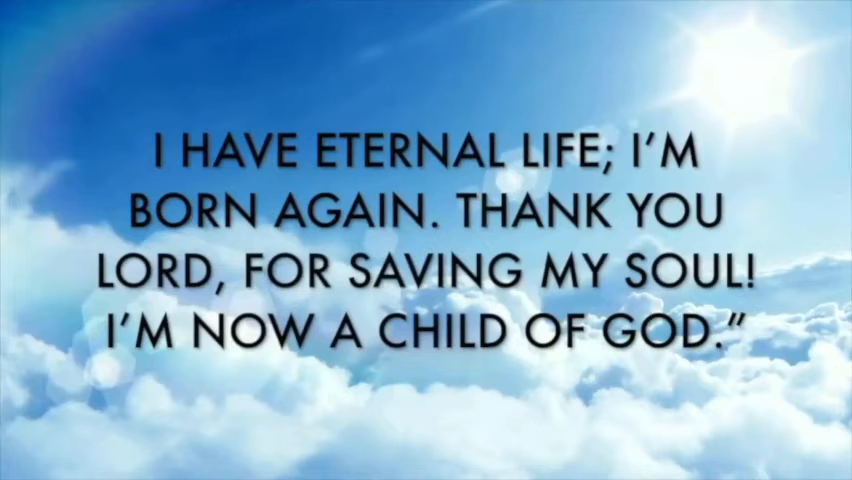 I HAVE ETERNAL LIFE; I’M
BORN AGAIN. THANK YOU
LORD, FOR SAVING MY SOUL!
I’M NOW A CHILD OF GOD.”